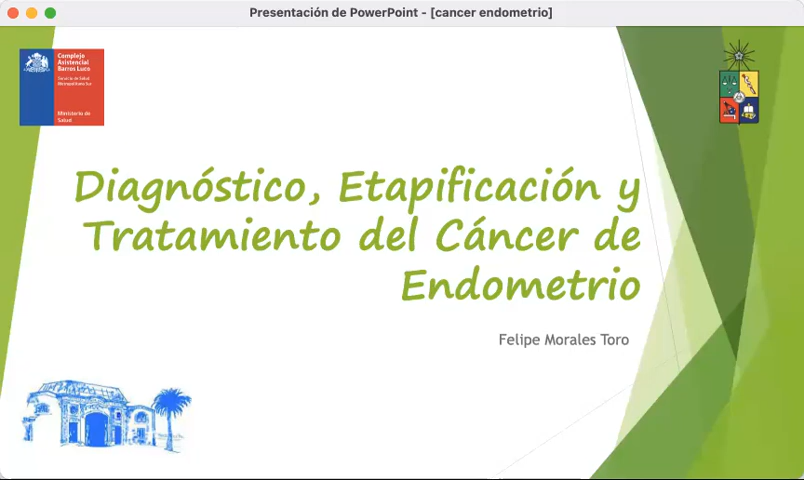 Presentación de PowerPoint - [cancer endometrio]
Complejo
Asistencial
Barros Luco
Servicio de Salud
Metropolitano Sur
Ministerio de
Salud
Diagnóstico, Etapificación y
Tratamiento del Cáncer de
Endometrio
Felipe Morales Toro